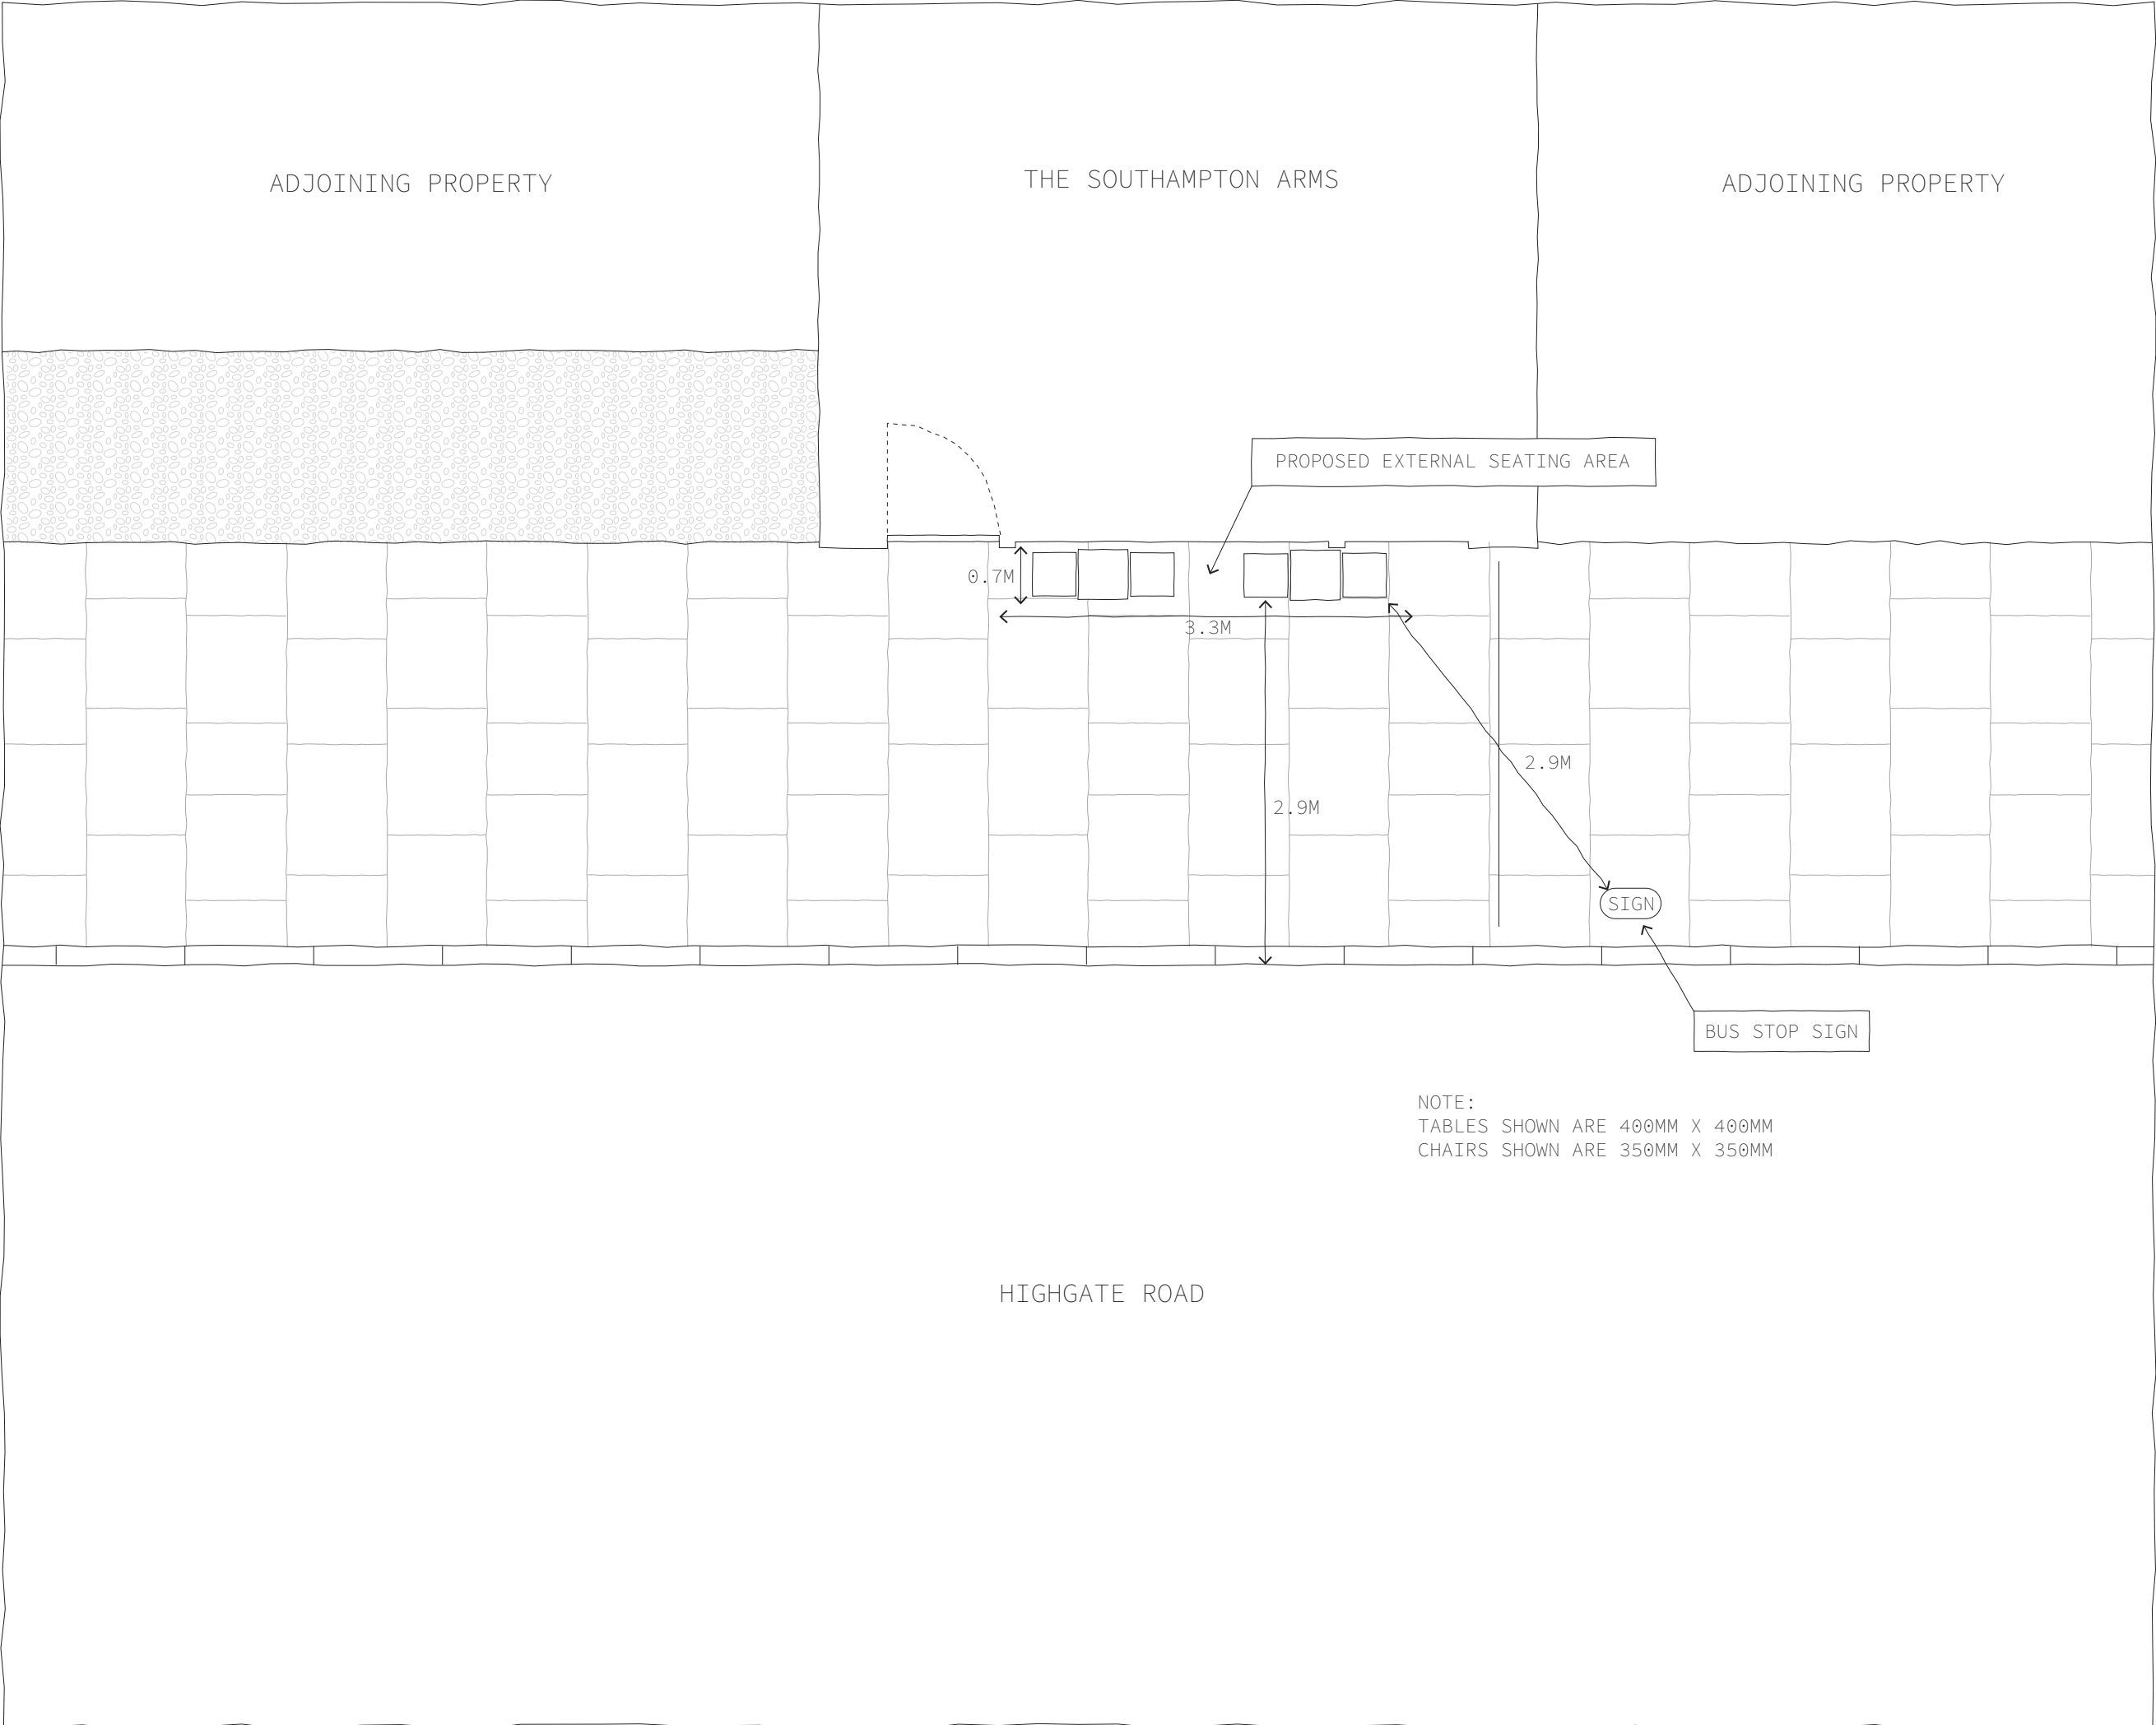 ADJOINING PROPERTY
THE SOUTHAMPTON ARMS
ADJOINING PROPERTY
PROPOSED EXTERNAL SEATING AREA
0.7M
3.3M
2.9M
2.9M
SIGN
BUS STOP SIGN
NOTE:
TABLES SHOWN ARE 400MM X 400MM
CHAIRS SHOWN ARE 350MM X 350MM
HIGHGATE ROAD